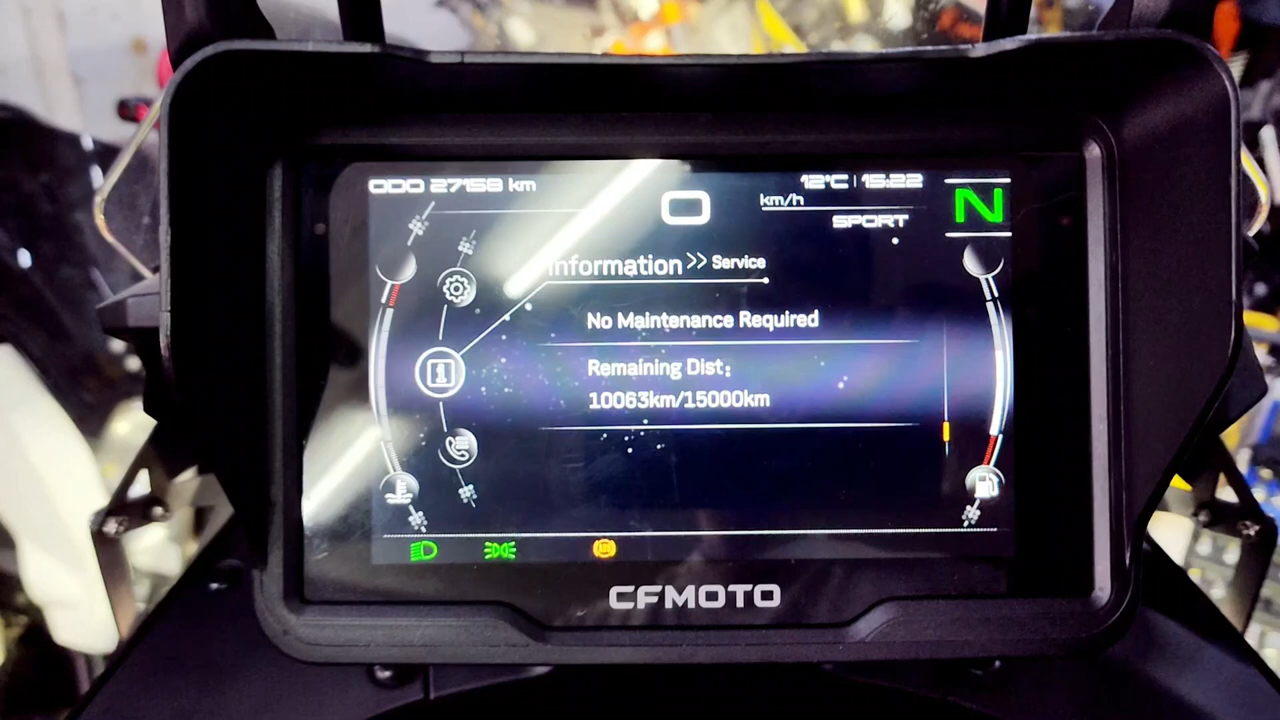 ODO 27158 km
12°C | 15:22
0
km/h
SPORT
N
Information >> Service
No Maintenance Required
Remaining Dist:
10063km/15000km
CFMOTO